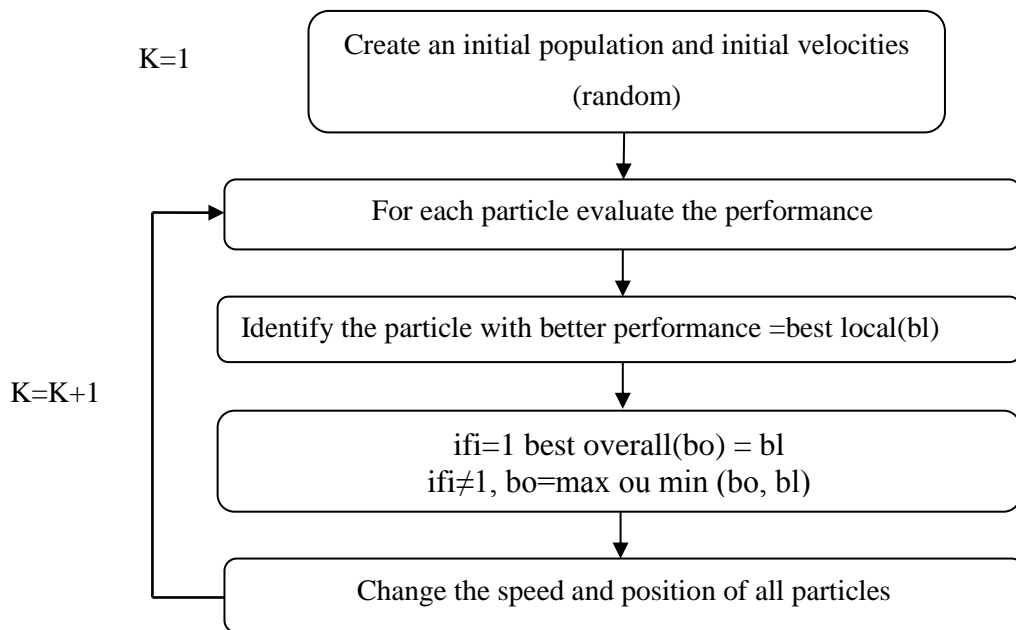 K=1
Create an initial population and initial velocities
(random)
For each particle evaluate the performance
Identify the particle with better performance =best local(bl)
K=K+1
ifi=1 best overall(bo) = bl
ifi≠1, bo=max ou min (bo, bl)
Change the speed and position of all particles